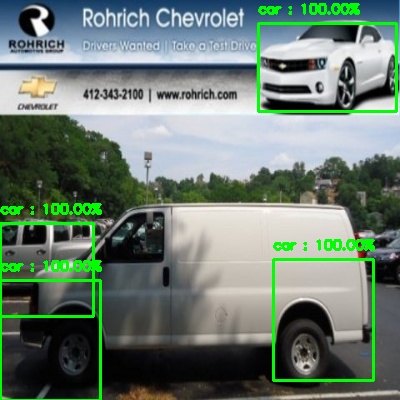 car : 100.00%
Rohrich Chevrolet
ROHRICH
AUTOMOTIVE GROUP
Drivers Wanted | Take a Test Drive
CHEVROLET
412-343-2100 | www.rohrich.com
car : 100.00%
car : 100.00%
car : 100.00%